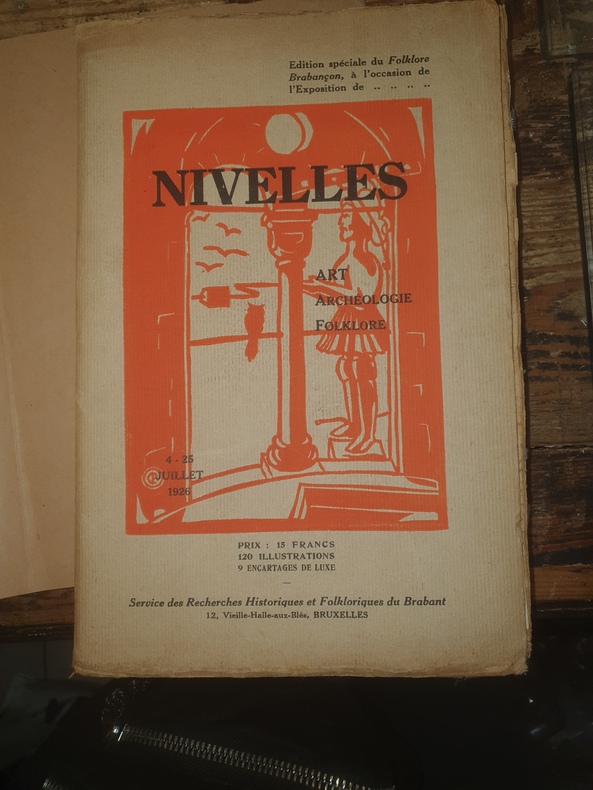 Edition spéciale du Folklore
Brabançon, à l'occasion de
l'Exposition de .. .. .. ..
NIVELLES
ART
ARCHÉOLOGIE
FOLKLORE
4 - 25
JUILLET
1926
PRIX : 15 FRANCS
120 ILLUSTRATIONS
9 ENCARTAGES DE LUXE
Service des Recherches Historiques et Folkloriques du Brabant
12, Vieille-Halle-aux-Blés, BRUXELLES